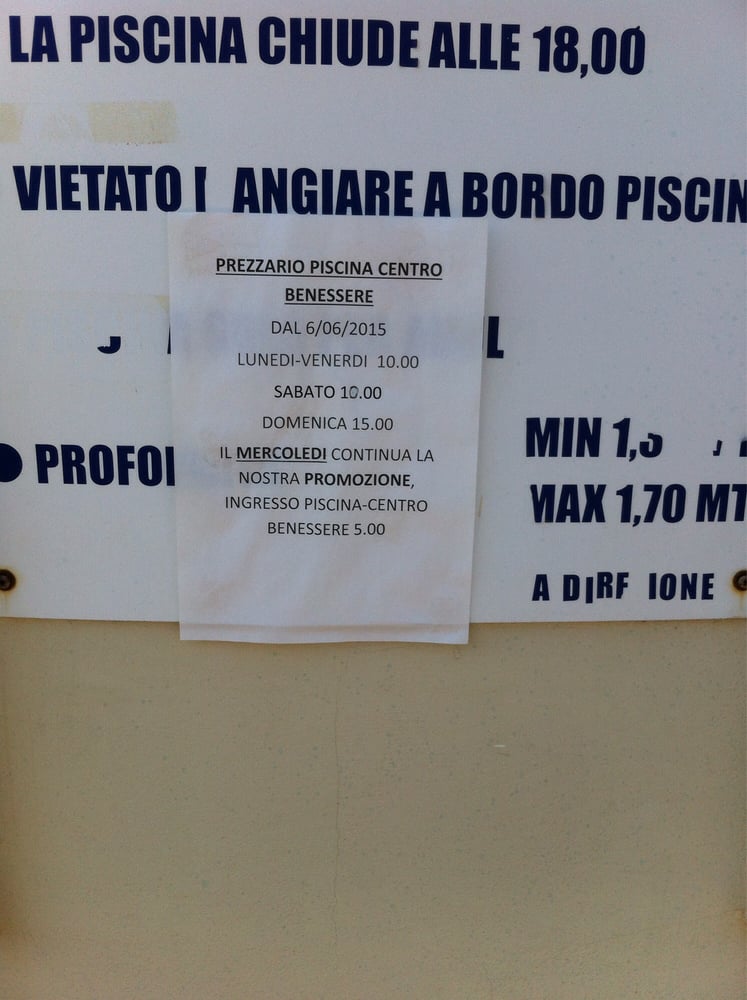 LA PISCINA CHIUDE ALLE 18,00
VIETATO ANGIARE A BORDO PISCIN
PREZZARIO PISCINA CENTRO
BENESSERE
DAL 6/06/2015
LUNEDI-VENERDI 10.00
SABATO 10.00
DOMENICA 15.00
IL MERCOLEDI CONTINUA LA
NOSTRA PROMOZIONE,
INGRESSO PISCINA-CENTRO
BENESSERE 5.00
PROFO
MIN
MAX 1,70 MT
A